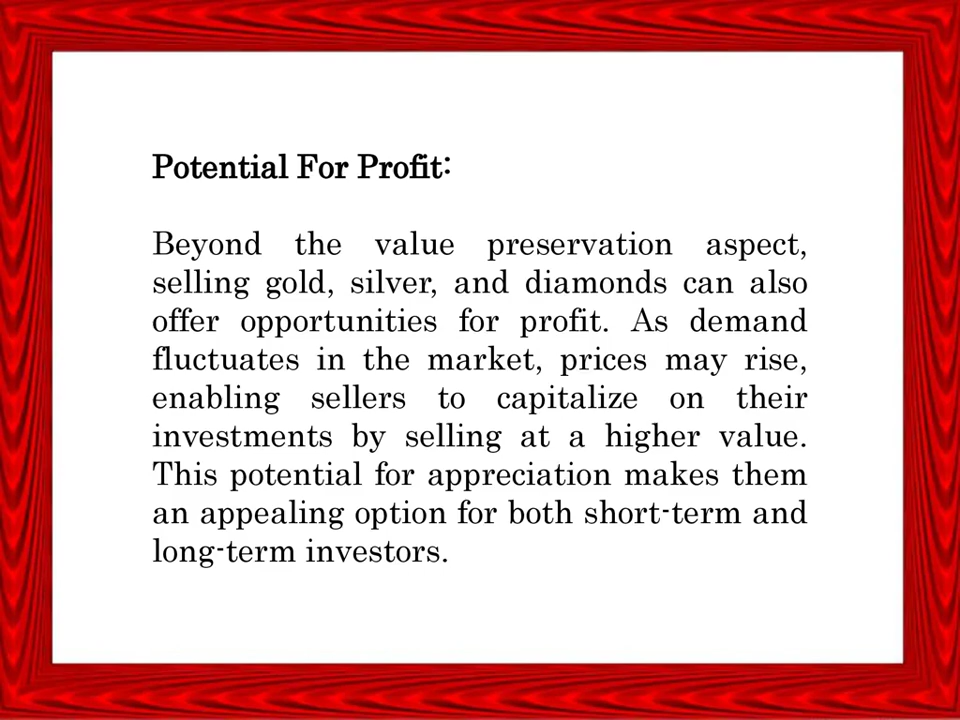 Potential For Profit:
Beyond the value preservation aspect,
selling gold, silver, and diamonds can also
offer opportunities for profit. As demand
fluctuates in the market, prices may rise,
enabling sellers to capitalize on their
investments by selling at a higher value.
This potential for appreciation makes them
an appealing option for both short-term and
long-term investors.